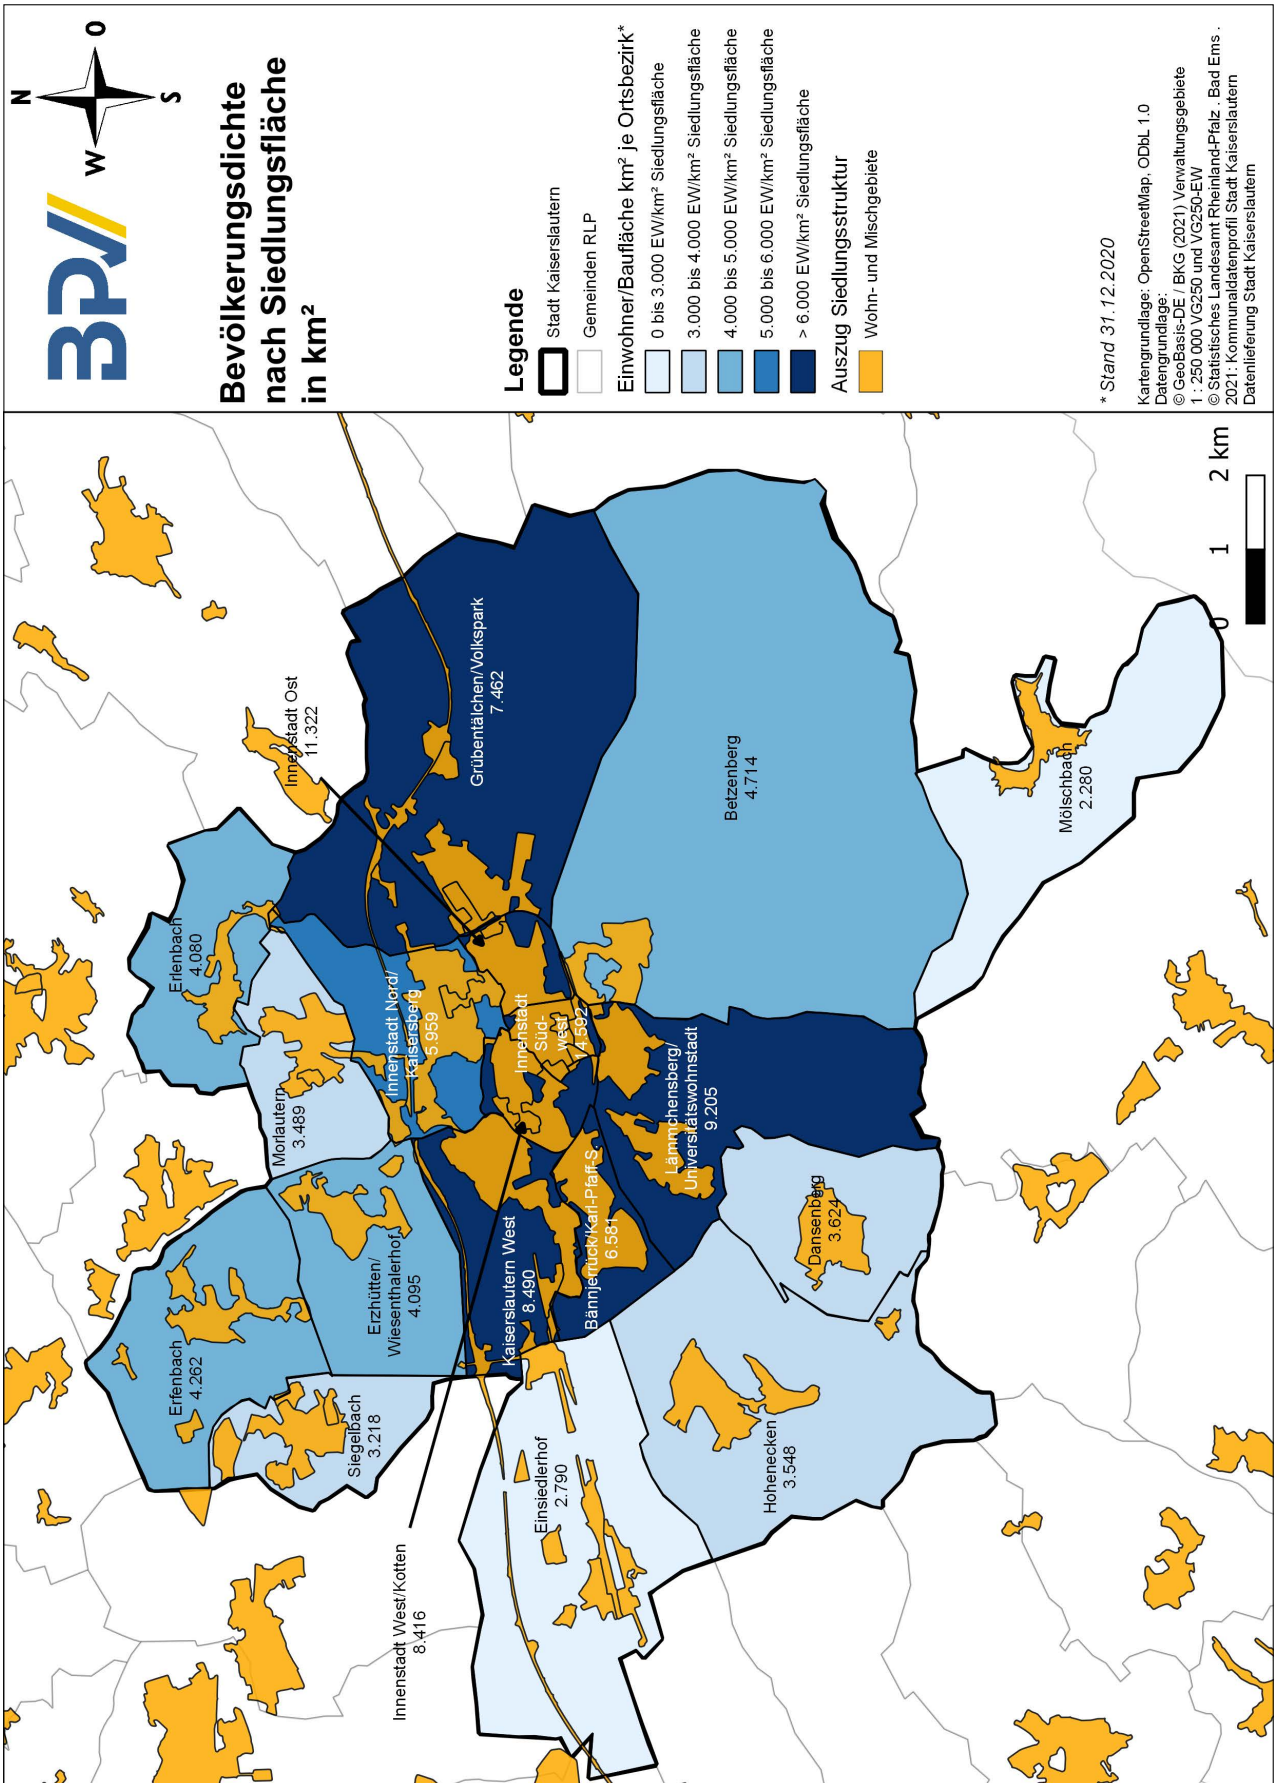 BPV
N
W
O
S
Bevölkerungsdichte
nach Siedlungsfläche
in km²
Legende
Stadt Kaiserslautern
Gemeinden RLP
Einwohner/Baufläche km² je Ortsbezirk*
0 bis 3.000 EW/km² Siedlungsfläche
3.000 bis 4.000 EW/km² Siedlungsfläche
4.000 bis 5.000 EW/km² Siedlungsfläche
5.000 bis 6.000 EW/km² Siedlungsfläche
> 6.000 EW/km² Siedlungsfläche
Auszug Siedlungsstruktur
Wohn- und Mischgebiete
* Stand 31.12.2020
Kartengrundlage: OpenStreetMap, ODbL 1.0
Datengrundlage:
© GeoBasis-DE / BKG (2021) Verwaltungsgebiete
1 : 250 000 VG250 und VG250-EW
© Statistisches Landesamt Rheinland-Pfalz . Bad Ems .
2021: Kommunaldatenprofil Stadt Kaiserslautern
Datenlieferung Stadt Kaiserslautern
Erfenbach
4.262
Siegelbach
3.218
Erzhütten/
Wiesenthalerhof
4.095
Morlautern
3.489
Erlenbach
4.080
Innenstadt Ost
11.322
Innenstadt Nord/
Kaisersberg
5.959
Grübentälchen/Volkspark
7.462
Innenstadt West/Kotten
8.416
Kaiserslautern West
8.490
Innenstadt
Süd-
west
14.592
Einsiedlerhof
2.790
Bännjerrück/Karl-Pfaff-S.
6.581
Lämmchensberg/
Universitätswohnstadt
9.205
Betzenberg
4.714
Hohenecken
3.548
Dansenberg
3.624
Mölschbach
2.280
0
1
2 km